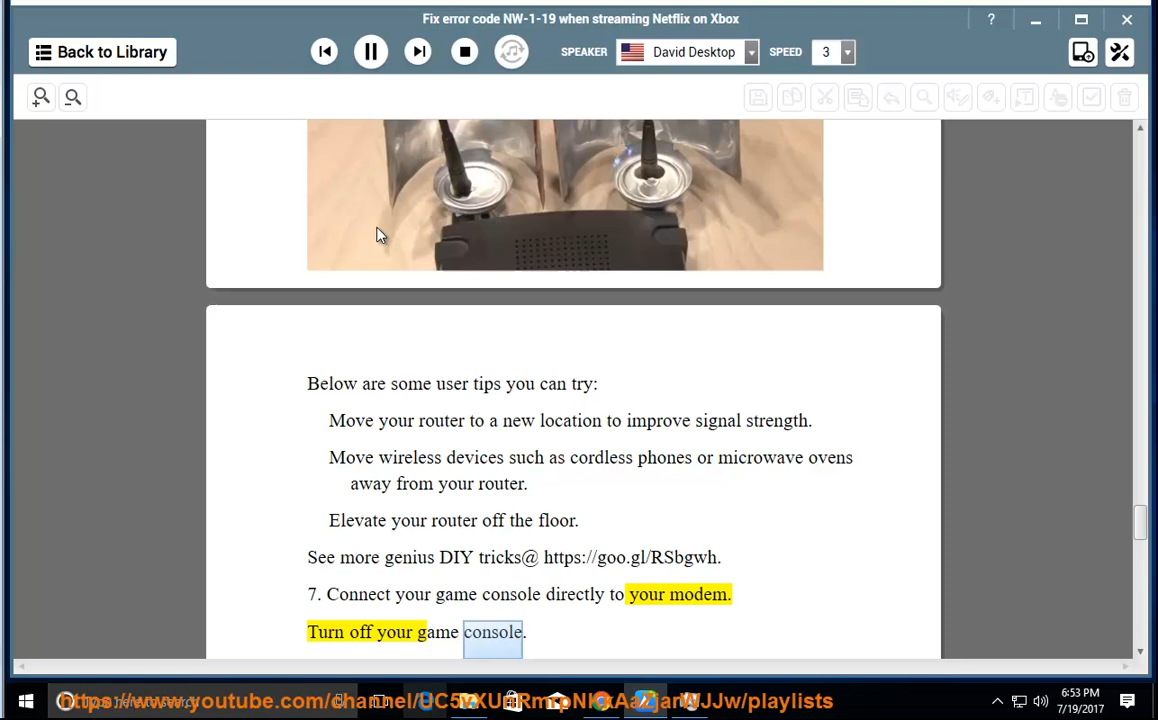 Fix error code NW-1-19 when streaming Netflix on Xbox
?
Back to Library
SPEAKER
David Desktop
SPEED
3
Below are some user tips you can try:
Move your router to a new location to improve signal strength.
Move wireless devices such as cordless phones or microwave ovens
away from your router.
Elevate your router off the floor.
See more genius DIY tricks@ https://goo.gl/RSbgwh.
7. Connect your game console directly to your modem.
Turn off your game console.
6:53 PM
7/19/2017